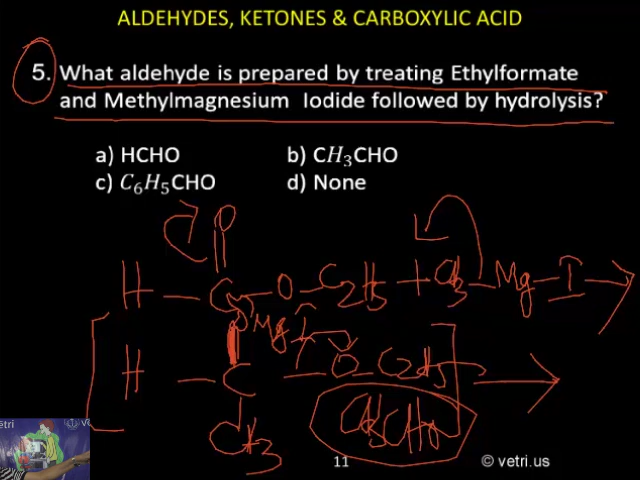 ALDEHYDES, KETONES & CARBOXYLIC ACID
5. What aldehyde is prepared by treating Ethylformate
and Methylmagnesium Iodide followed by hydrolysis?
a) HCHO b) CH₃CHO
c) C₆H₅CHO d) None
O
H — C — O — C₂H₅ + CH₃ — Mg — I →
O Mg I
H — C — O — C₂H₅ →
CH₃ CH₃CHO
11 © vetri.us